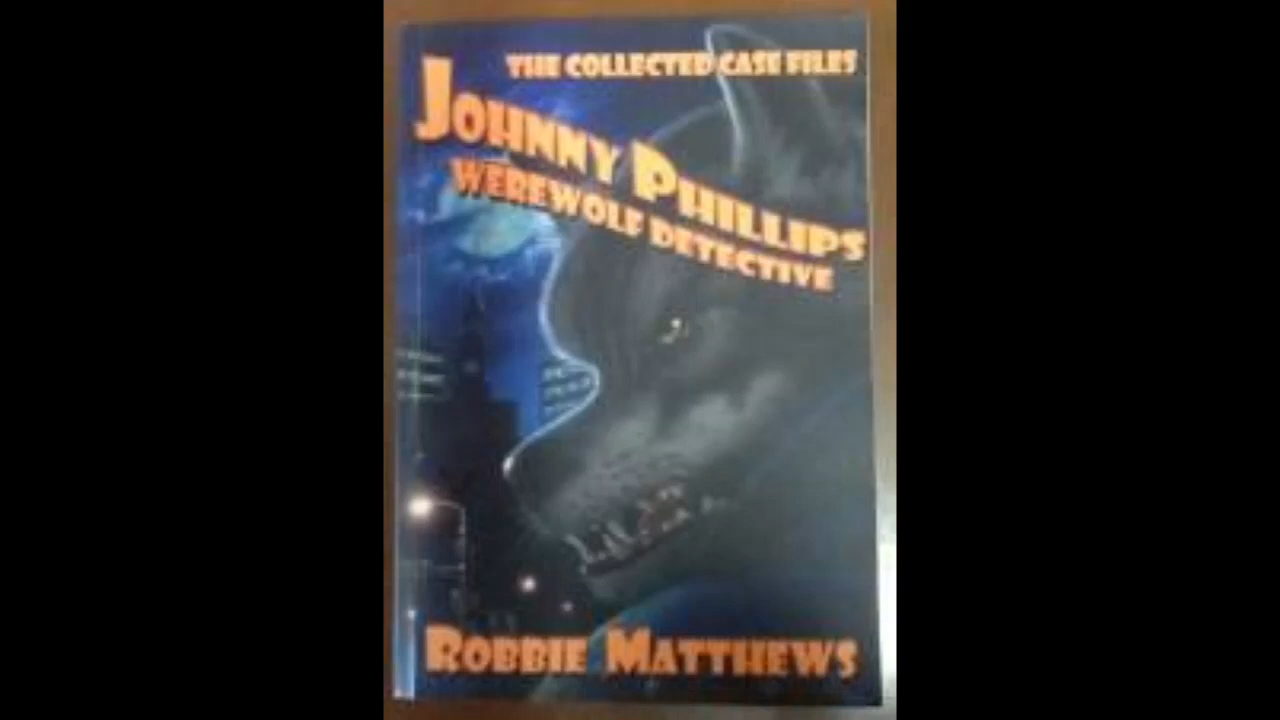 THE COLLECTED CASE FILES
JOHNNY PHILLIPS
WEREWOLF DETECTIVE
ROBBIE MATTHEWS